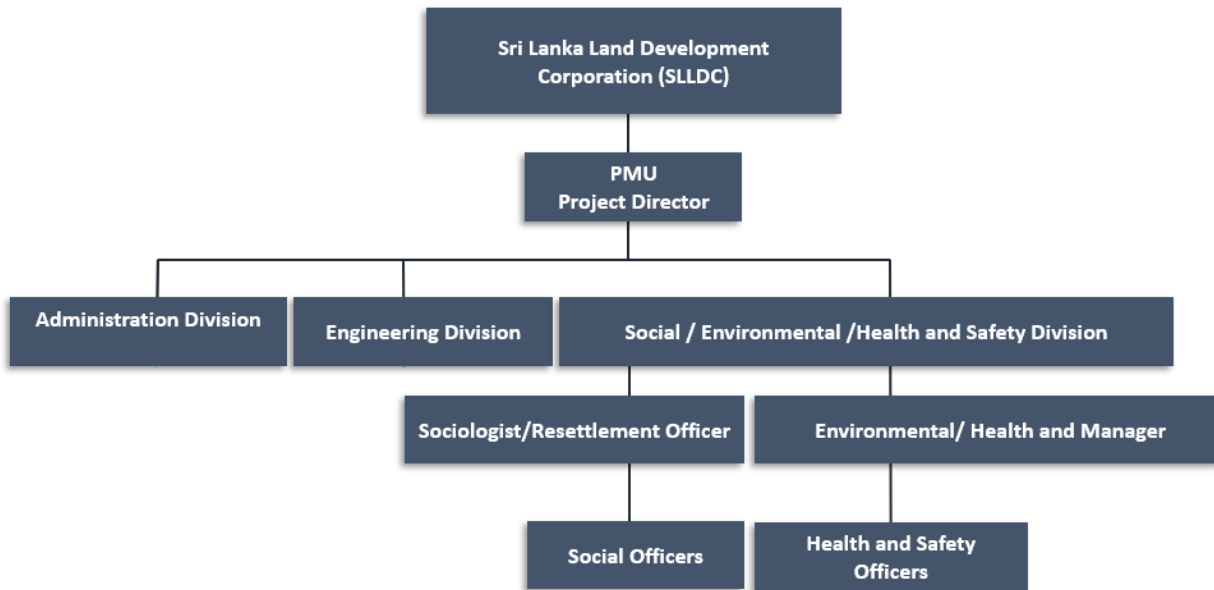 Sri Lanka Land Development
Corporation (SLLDC)
PMU
Project Director
Administration Division
Engineering Division
Social / Environmental /Health and Safety Division
Sociologist/Resettlement Officer
Environmental/ Health and Manager
Social Officers
Health and Safety
Officers